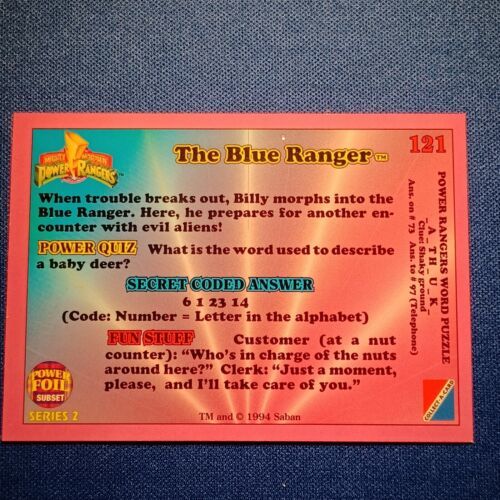 MIGHTY MORPHIN
POWER RANGERS
The Blue Ranger™
121
When trouble breaks out, Billy morphs into the
Blue Ranger. Here, he prepares for another en-
counter with evil aliens!
POWER QUIZ What is the word used to describe
a baby deer?
SECRET CODED ANSWER
6 1 23 14
(Code: Number = Letter in the alphabet)
FUN STUFF Customer (at a nut
counter): “Who’s in charge of the nuts
around here?” Clerk: “Just a moment,
please, and I’ll take care of you.”
POWER
FOIL
SUBSET
SERIES 2
TM and © 1994 Saban
POWER RANGERS WORD PUZZLE
_A_TH_U_K_
Clue: Shaky ground
Ans. on # 73 Ans. to # 97 (Telephone)
COLLECT-A-CARD